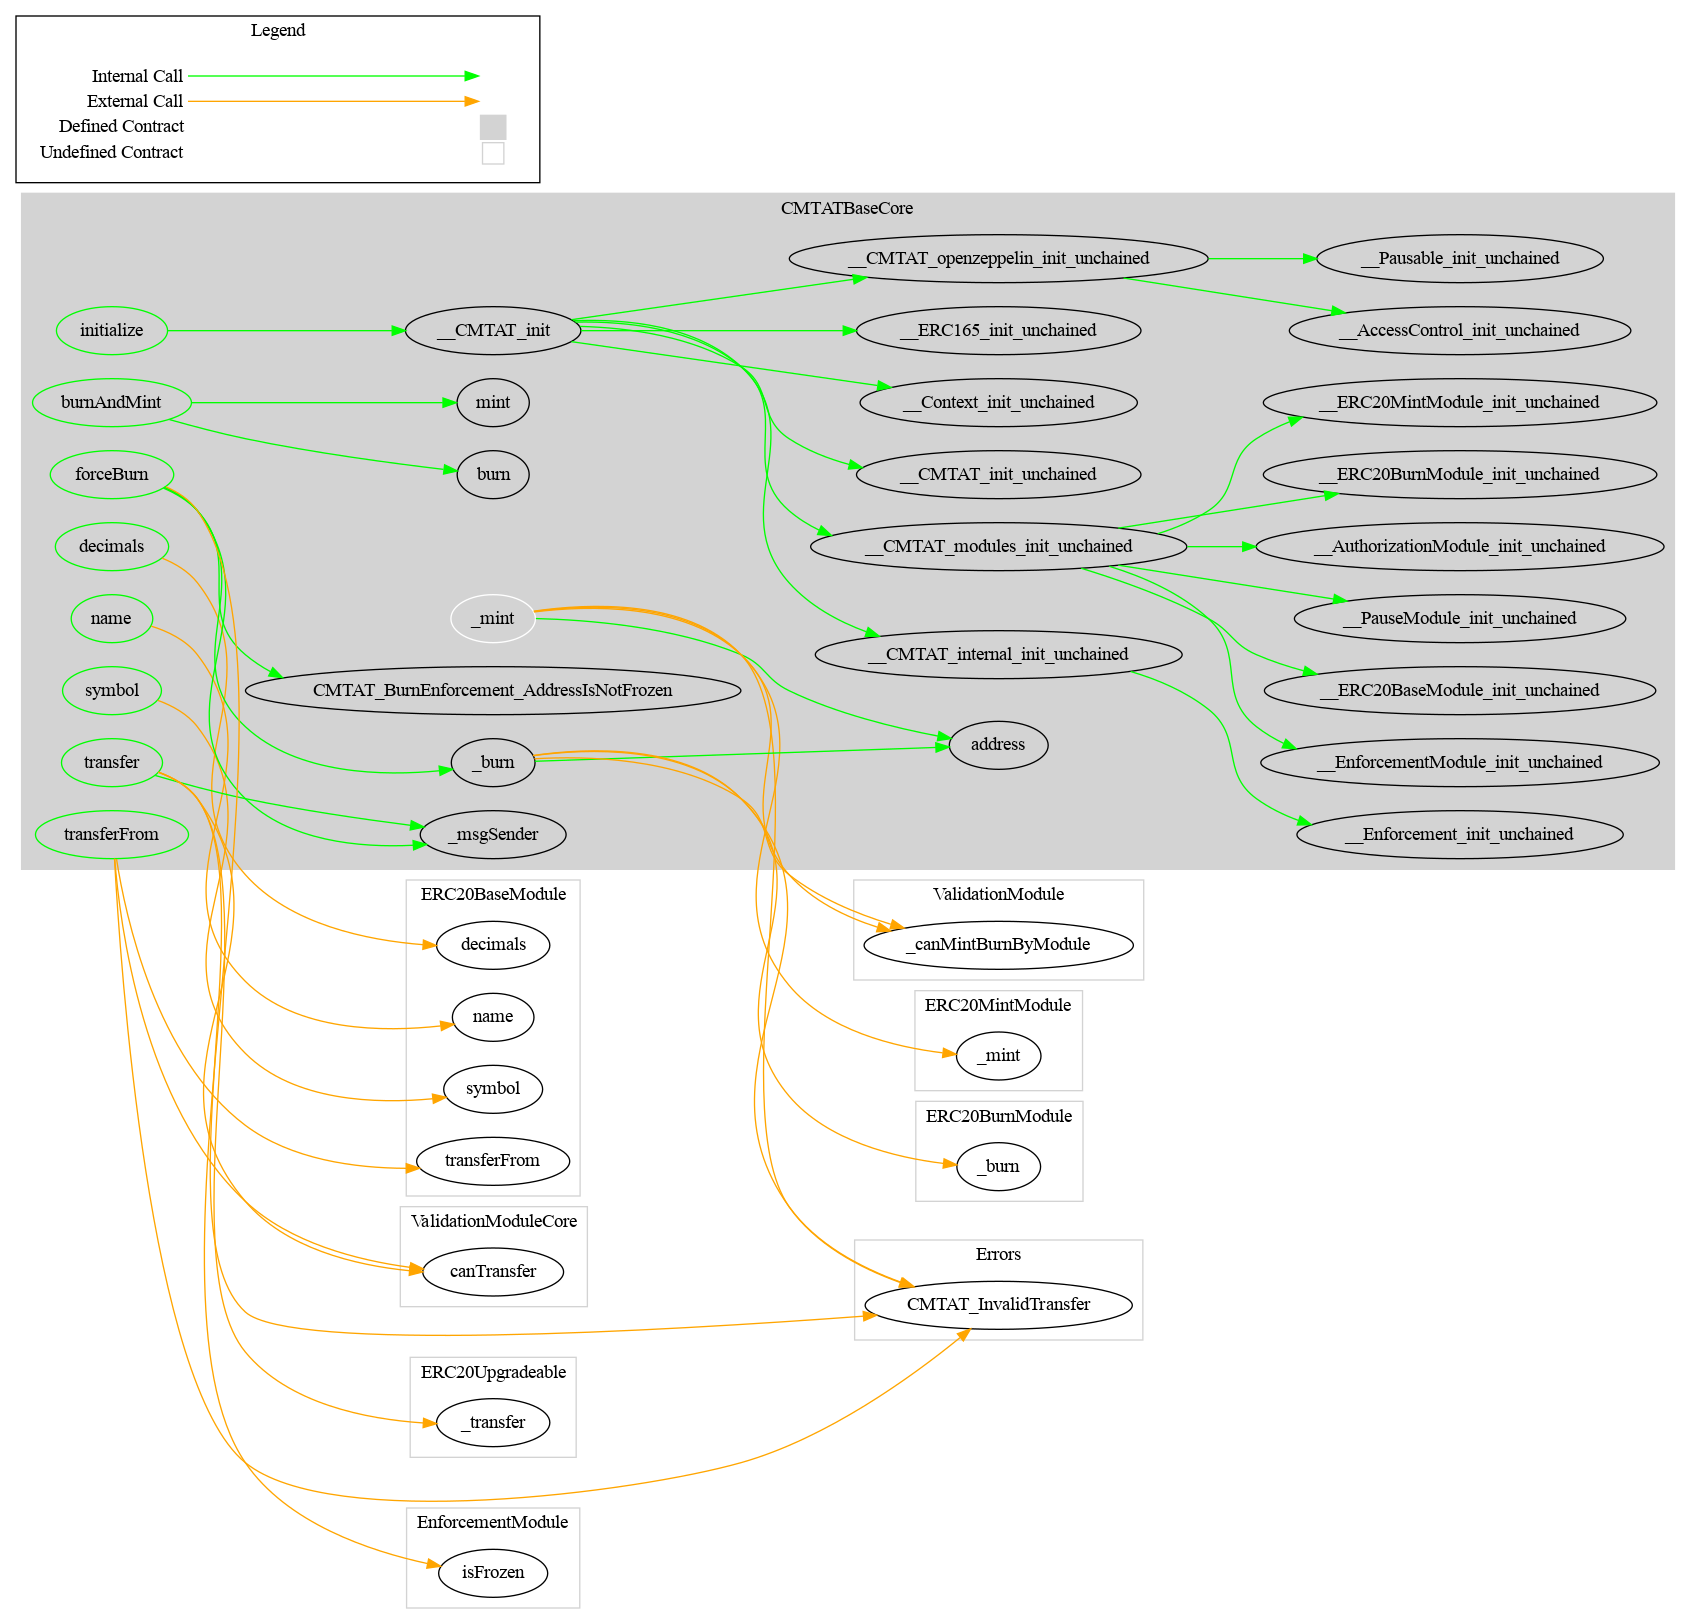 Legend
Internal Call
External Call
Defined Contract
Undefined Contract
CMTATBaseCore
initialize
burnAndMint
forceBurn
decimals
name
symbol
transfer
transferFrom
__CMTAT_init
mint
burn
_mint
CMTAT_BurnEnforcement_AddressIsNotFrozen
_burn
_msgSender
__CMTAT_openzeppelin_init_unchained
__ERC165_init_unchained
__Context_init_unchained
__CMTAT_init_unchained
__CMTAT_modules_init_unchained
__CMTAT_internal_init_unchained
address
__Pausable_init_unchained
__AccessControl_init_unchained
__ERC20MintModule_init_unchained
__ERC20BurnModule_init_unchained
__AuthorizationModule_init_unchained
__PauseModule_init_unchained
__ERC20BaseModule_init_unchained
__EnforcementModule_init_unchained
__Enforcement_init_unchained
ERC20BaseModule
decimals
name
symbol
transferFrom
ValidationModuleCore
canTransfer
ERC20Upgradeable
_transfer
EnforcementModule
isFrozen
ValidationModule
_canMintBurnByModule
ERC20MintModule
_mint
ERC20BurnModule
_burn
Errors
CMTAT_InvalidTransfer